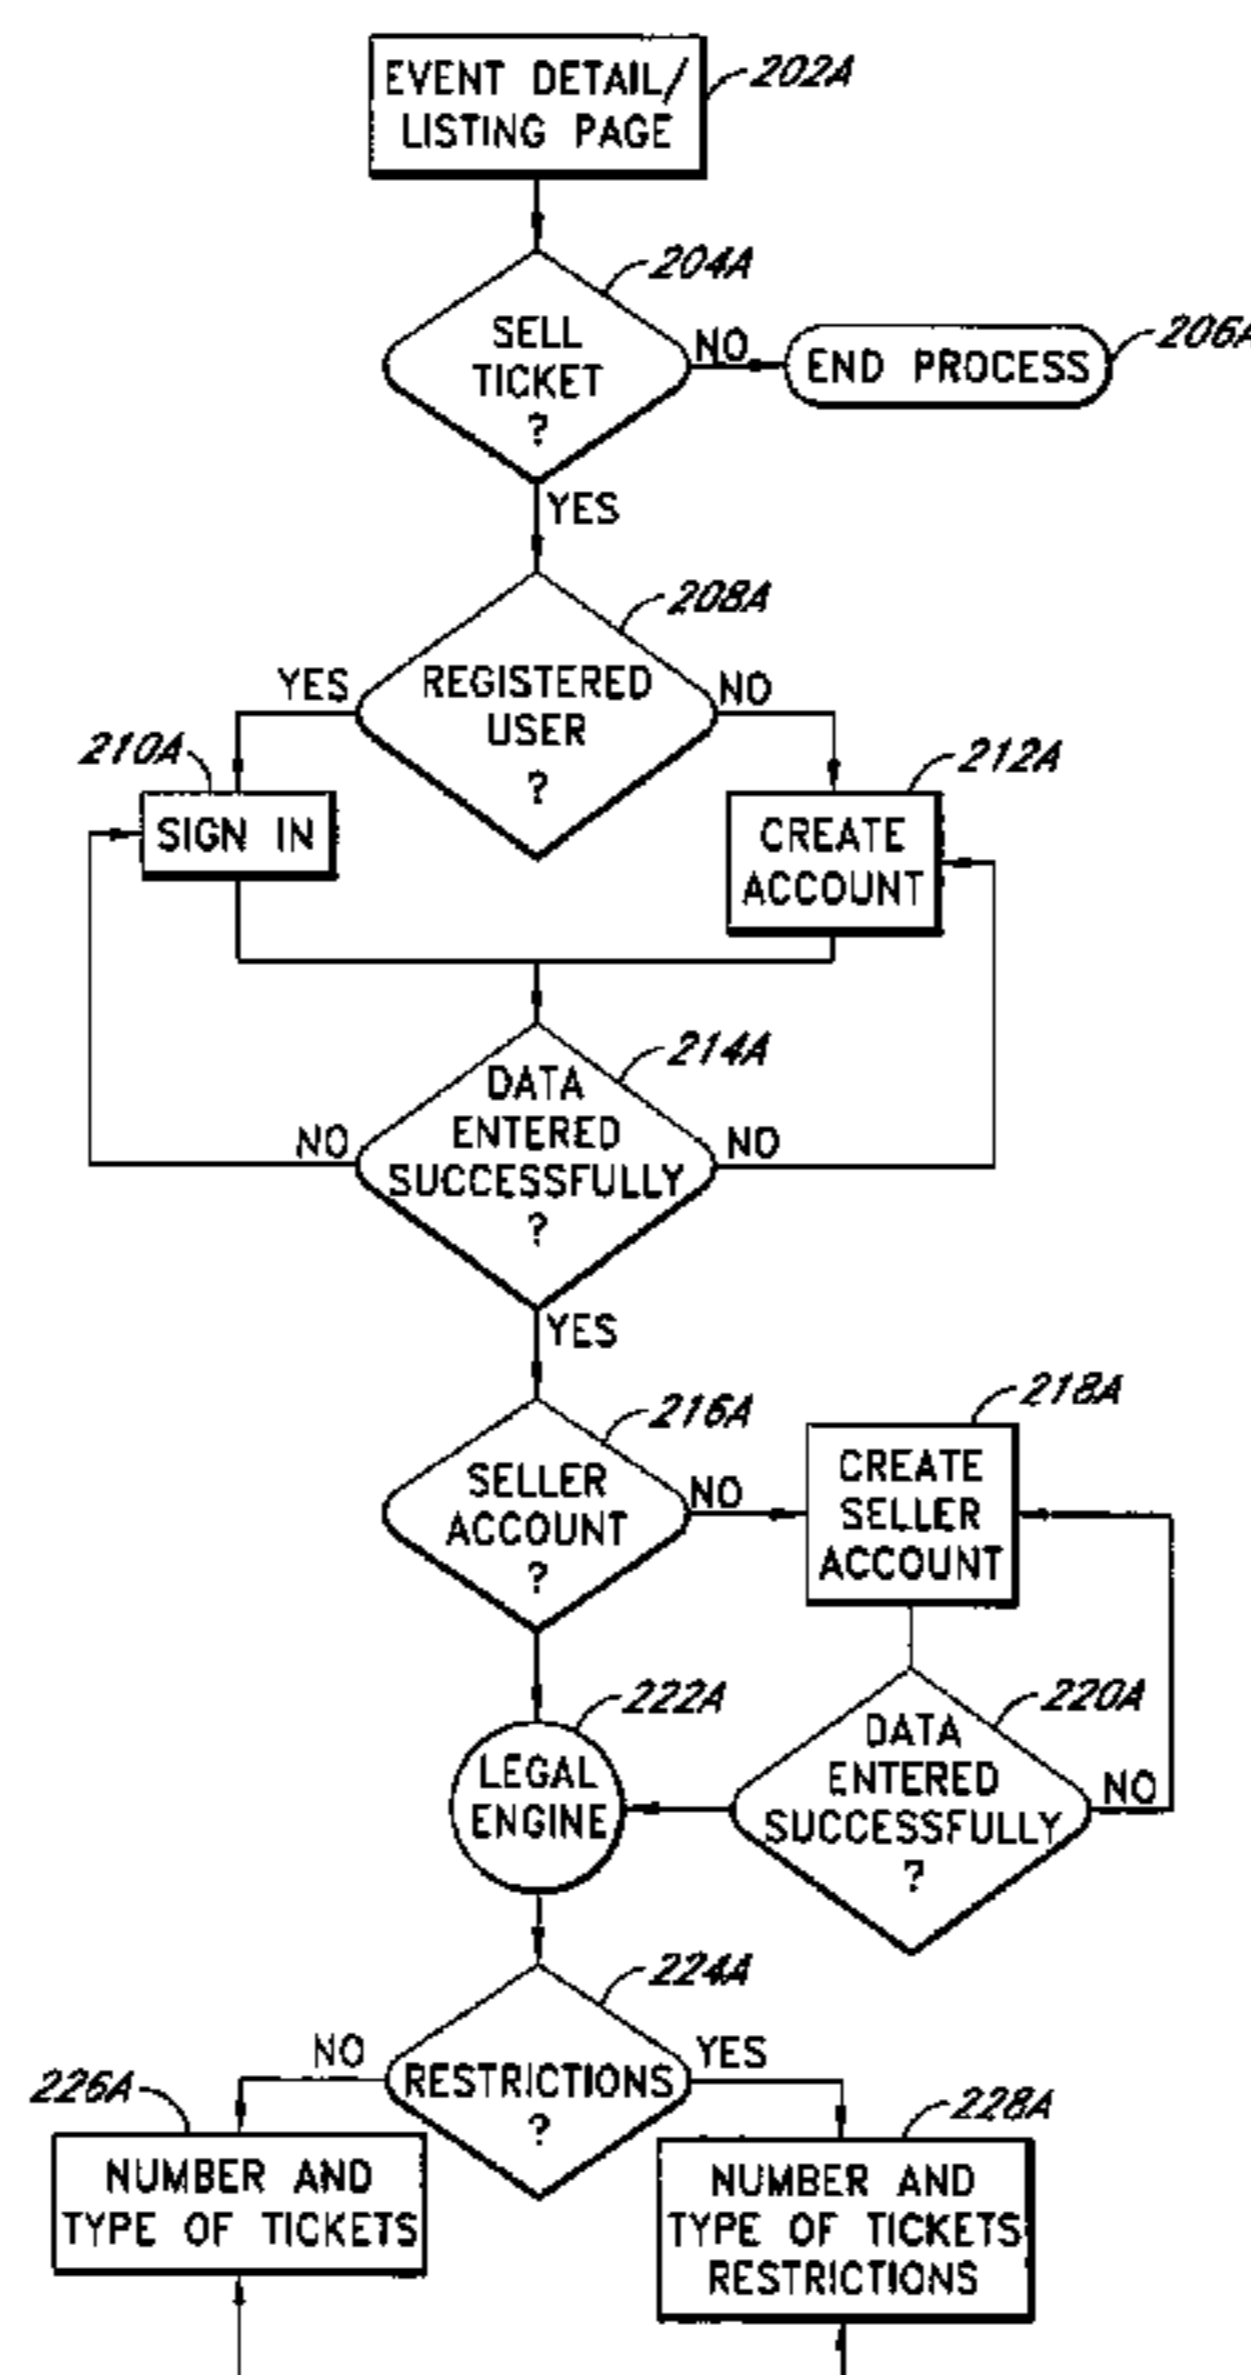 EVENT DETAIL/
LISTING PAGE
202A
204A
SELL
TICKET
?
NO
END PROCESS
206A
YES
208A
REGISTERED
USER
?
YES
NO
210A
SIGN IN
212A
CREATE
ACCOUNT
214A
DATA
ENTERED
SUCCESSFULLY
?
NO
NO
YES
216A
SELLER
ACCOUNT
?
NO
218A
CREATE
SELLER
ACCOUNT
222A
LEGAL
ENGINE
220A
DATA
ENTERED
SUCCESSFULLY
?
NO
224A
RESTRICTIONS
?
NO
YES
226A
NUMBER AND
TYPE OF TICKETS
228A
NUMBER AND
TYPE OF TICKETS
RESTRICTIONS